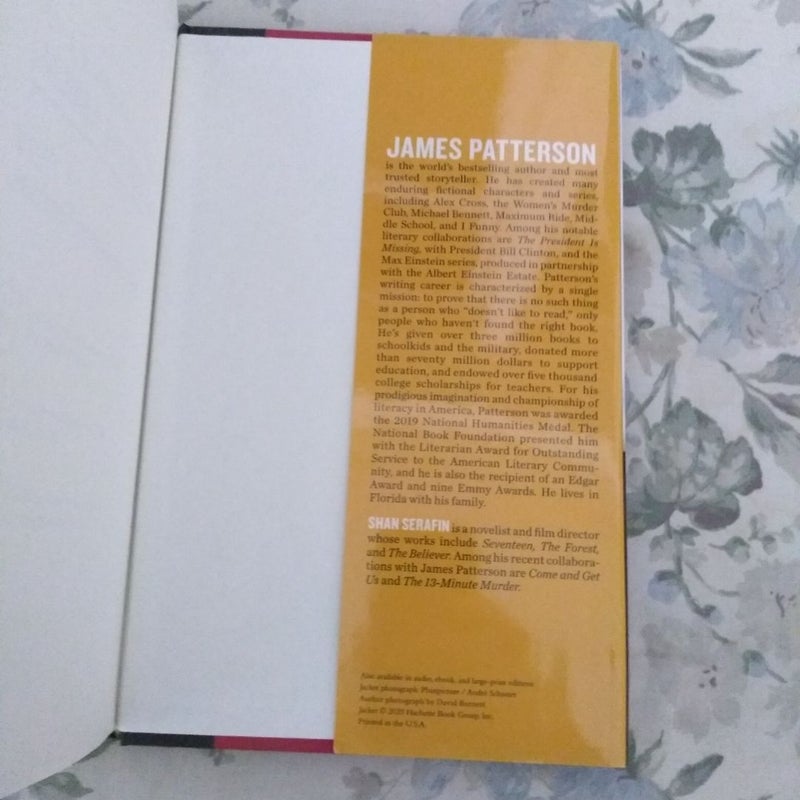 JAMES PATTERSON
is the world's bestselling author and most
trusted storyteller. He has created many
enduring fictional characters and series,
including Alex Cross, the Women's Murder
Club, Michael Bennett, Maximum Ride, Mid-
dle School, and I Funny. Among his notable
literary collaborations are The President Is
Missing, with President Bill Clinton, and the
Max Einstein series, produced in partnership
with the Albert Einstein Estate. Patterson's
writing career is characterized by a single
mission: to prove that there is no such thing
as a person who "doesn't like to read," only
people who haven't found the right book.
He's given over three million books to
schoolkids and the military, donated more
than seventy million dollars to support
education, and endowed over five thousand
college scholarships for teachers. For his
prodigious imagination and championship of
literacy in America, Patterson was awarded
the 2019 National Humanities Medal. The
National Book Foundation presented him
with the Literarian Award for Outstanding
Service to the American Literary Commu-
nity, and he is also the recipient of an Edgar
Award and nine Emmy Awards. He lives in
Florida with his family.
SHAN SERAFIN is a novelist and film director
whose works include Seventeen, The Forest,
and The Believer. Among his recent collabora-
tions with James Patterson are Come and Get
Us and The 13-Minute Murder.
Also available in audio, ebook, and large-print editions
Jacket photograph: Plainpicture / André Schuster
Author photograph by David Burnett
Jacket © 2020 Hachette Book Group, Inc.
Printed in the U.S.A.